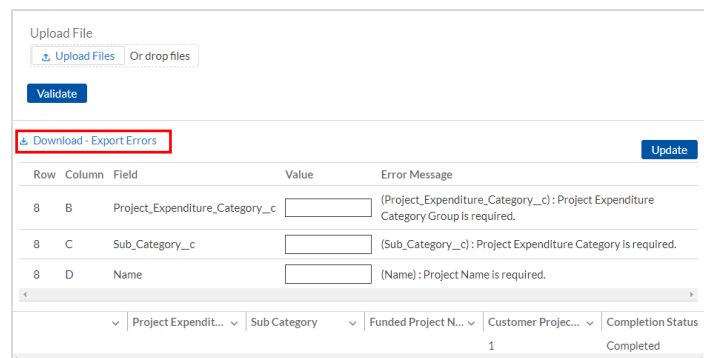 Upload File
Upload Files Or drop files
Validate
Download - Export Errors
Update
Row Column Field Value Error Message
8 B Project_Expenditure_Category__c (Project_Expenditure_Category__c) : Project Expenditure
Category Group is required.
8 C Sub_Category__c (Sub_Category__c) : Project Expenditure Category is required.
8 D Name (Name) : Project Name is required.
Project Expendit... Sub Category Funded Project N... Customer Projec... Completion Status
1 Completed